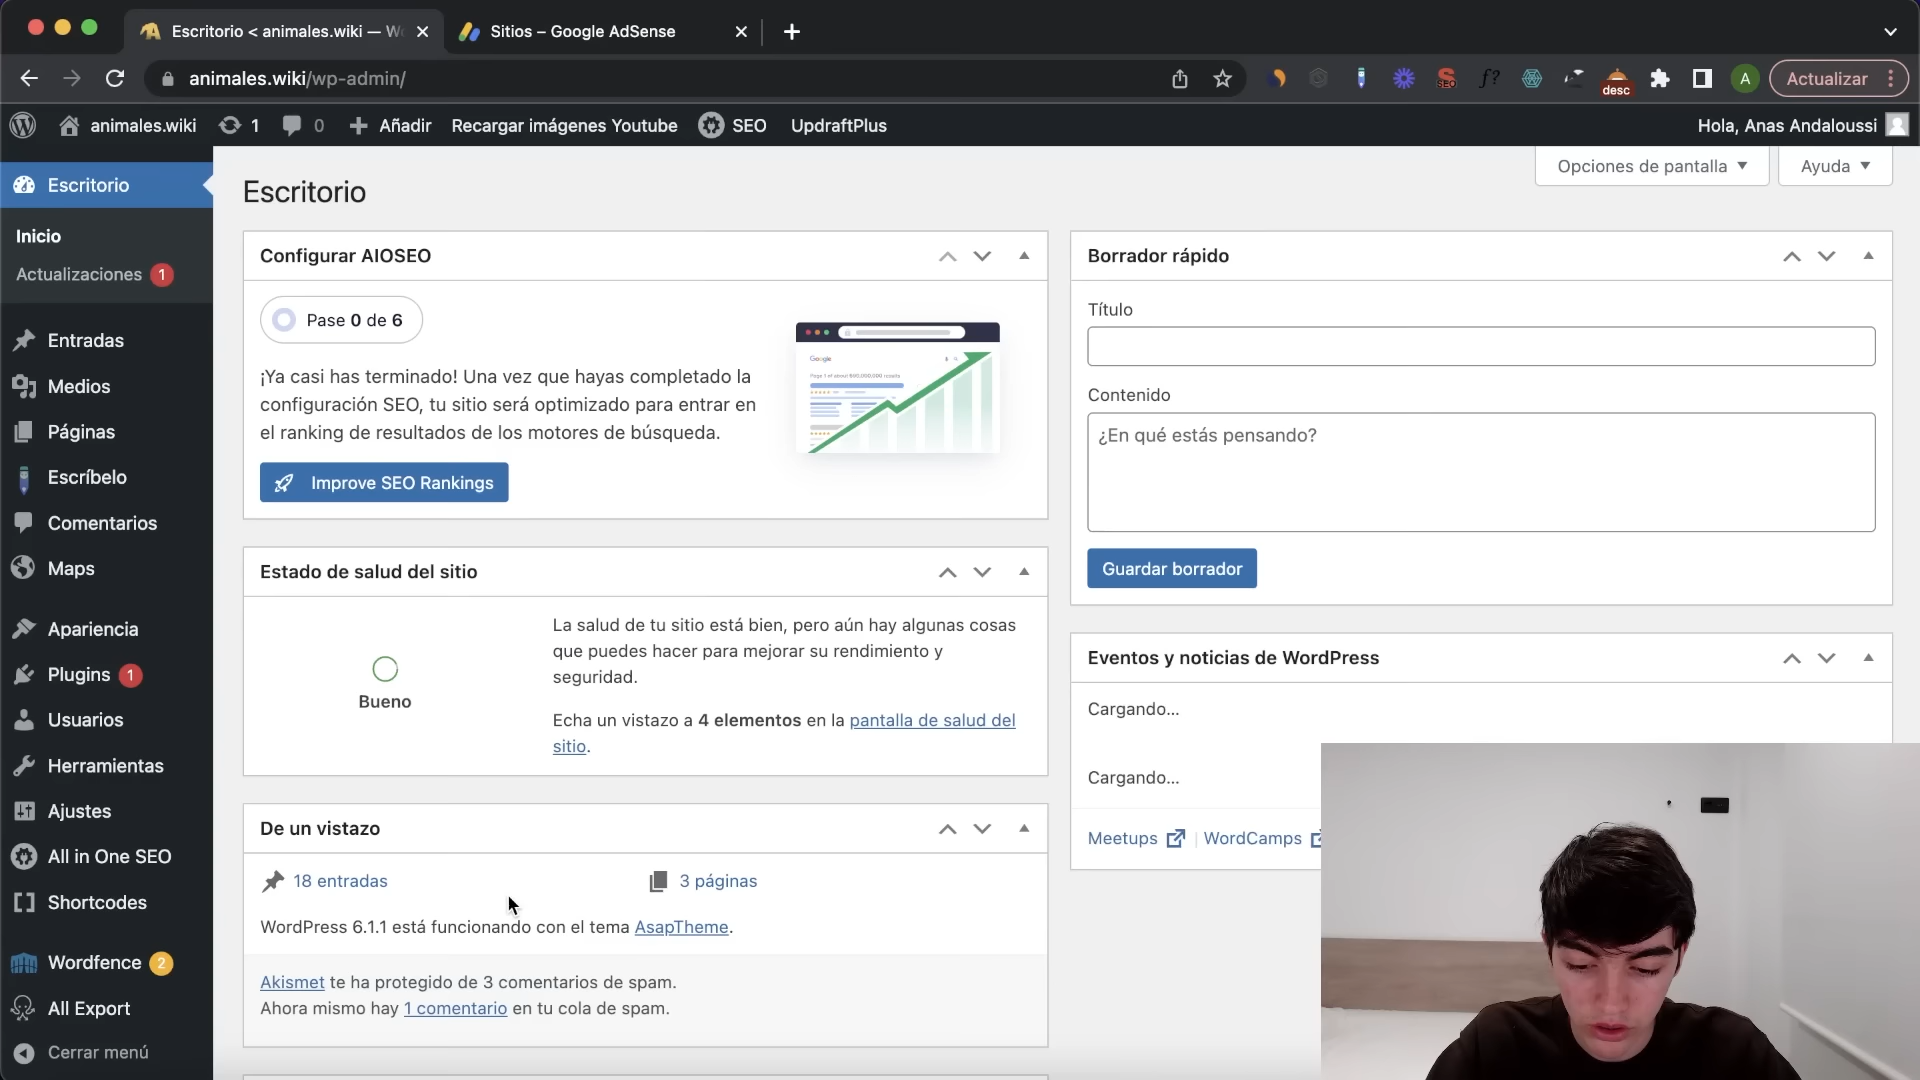 Escritorio < animales.wiki — W
Sitios – Google AdSense
animales.wiki/wp-admin/
SEO
f?
desc
A
Actualizar
animales.wiki
1
0
Añadir
Recargar imágenes Youtube
SEO
UpdraftPlus
Hola, Anas Andaloussi
Escritorio
Inicio
Actualizaciones 1
Entradas
Medios
Páginas
Escríbelo
Comentarios
Maps
Apariencia
Plugins 1
Usuarios
Herramientas
Ajustes
All in One SEO
Shortcodes
Wordfence 2
All Export
Cerrar menú
Opciones de pantalla
Ayuda
Escritorio
Configurar AIOSEO
Pase 0 de 6
¡Ya casi has terminado! Una vez que hayas completado la
configuración SEO, tu sitio será optimizado para entrar en
el ranking de resultados de los motores de búsqueda.
Improve SEO Rankings
Google
Estado de salud del sitio
Bueno
La salud de tu sitio está bien, pero aún hay algunas cosas
que puedes hacer para mejorar su rendimiento y
seguridad.
Echa un vistazo a 4 elementos en la pantalla de salud del
sitio.
De un vistazo
18 entradas
3 páginas
WordPress 6.1.1 está funcionando con el tema AsapTheme.
Akismet te ha protegido de 3 comentarios de spam.
Ahora mismo hay 1 comentario en tu cola de spam.
Borrador rápido
Título
Contenido
¿En qué estás pensando?
Guardar borrador
Eventos y noticias de WordPress
Cargando...
Cargando...
Meetups
WordCamps